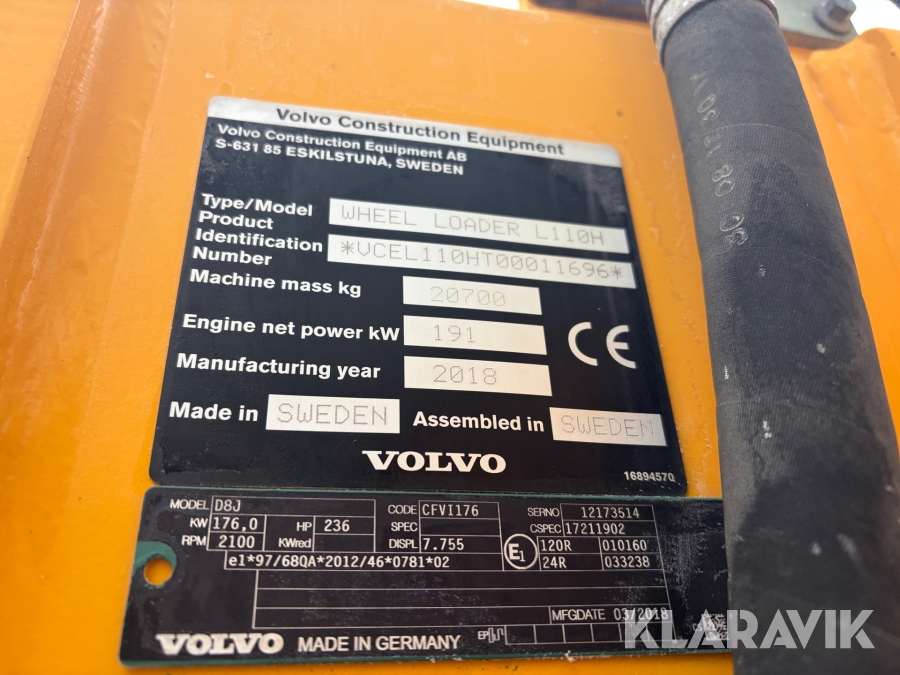 Volvo Construction Equipment
Volvo Construction Equipment AB
S-631 85 ESKILSTUNA, SWEDEN
Type/Model WHEEL LOADER L110H
Product
Identification
Number *VCEL110HT00011696*
Machine mass kg 20700
Engine net power kW 191
CE
Manufacturing year 2018
Made in SWEDEN Assembled in SWEDEN
VOLVO
16894570
MODEL D8J CODE CFVI176 SERNO 12173514
KW 176,0 HP 236 SPEC CSPEC 17211902
RPM 2100 KWred DISPL 7.755 E1 120R 010160
e1*97/68QA*2012/46*0781*02 24R 033238
MFGDATE 03/2018
VOLVO MADE IN GERMANY EP
KLARAVIK